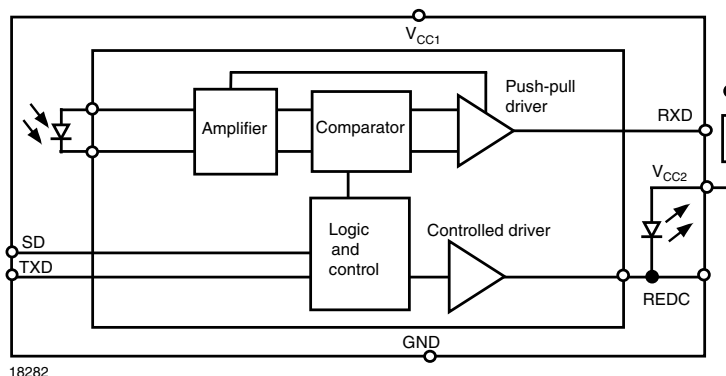 VCC1
Push-pull
driver
Amplifier
Comparator
RXD
VCC2
Logic
and
control
Controlled driver
SD
TXD
REDC
GND
18282